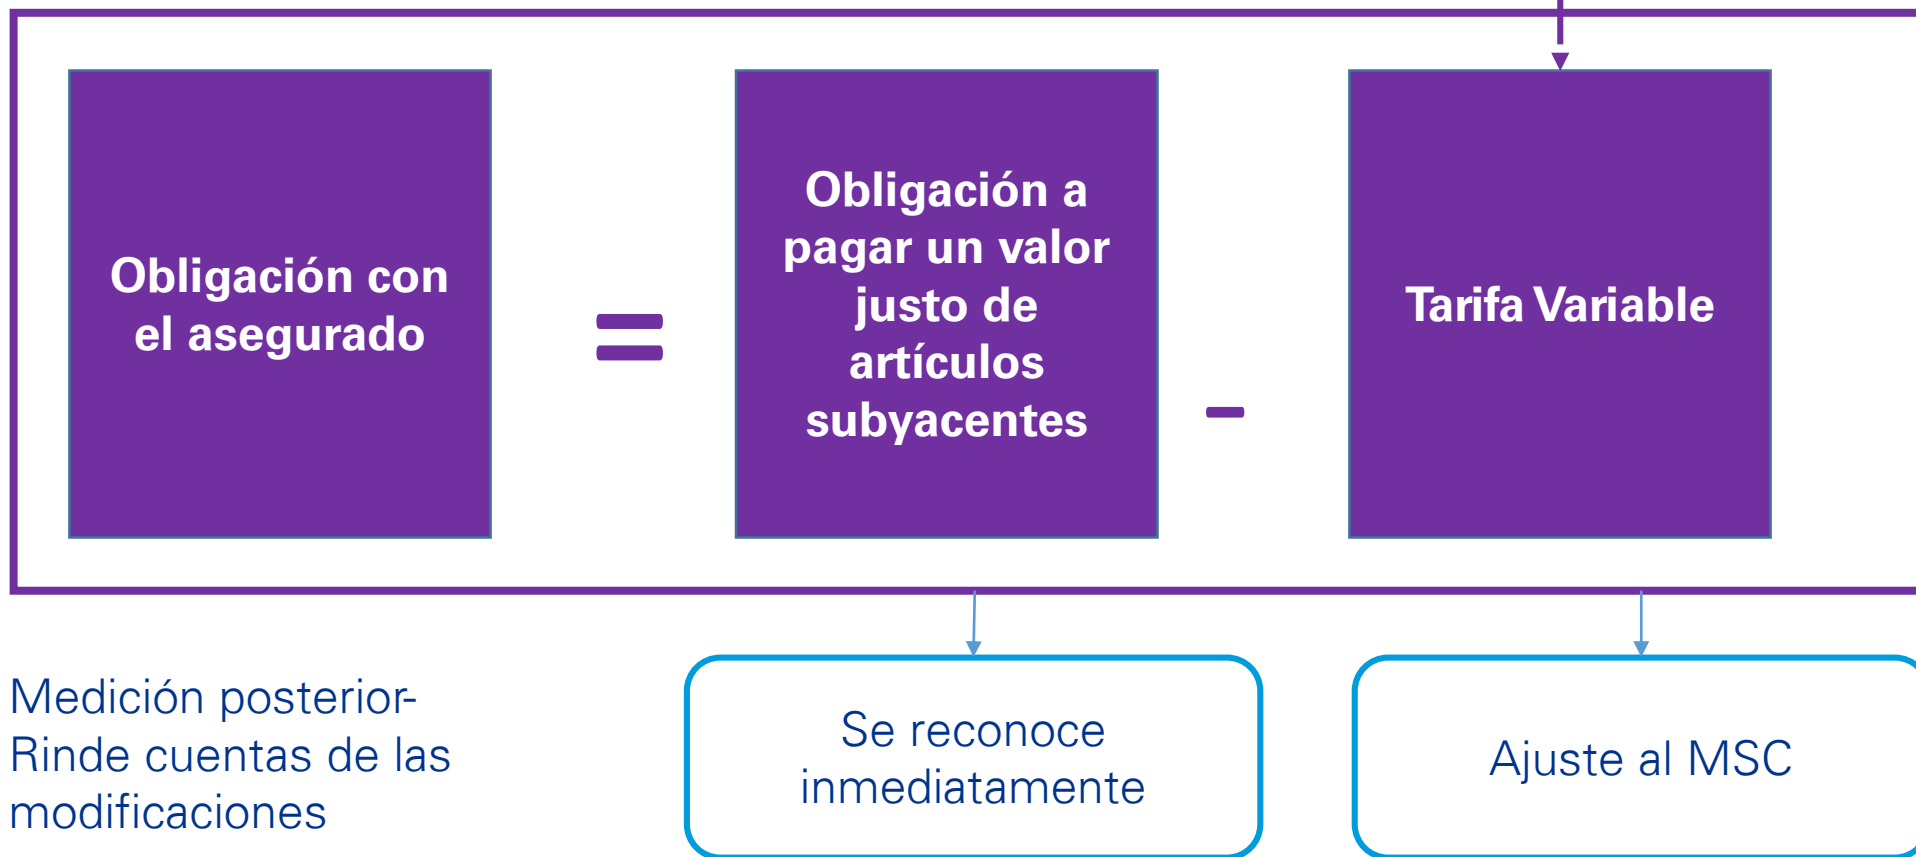 Obligación con
el asegurado
=
Obligación a
pagar un valor
justo de
artículos
subyacentes
-
Tarifa Variable
Medición posterior-
Rinde cuentas de las
modificaciones
Se reconoce
inmediatamente
Ajuste al MSC